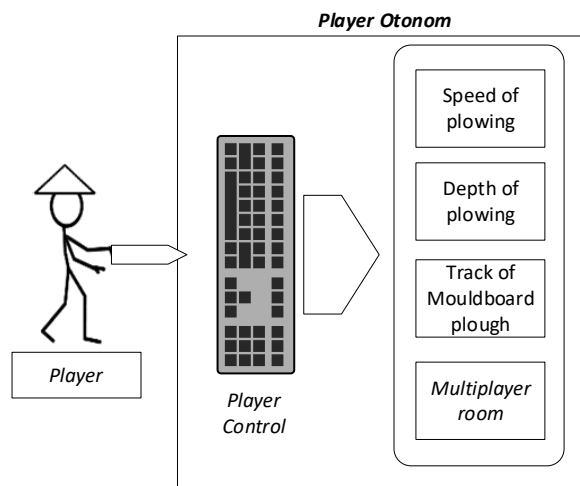 Player Otonom
Speed of
plowing
Depth of
plowing
Track of
Mouldboard
plough
Multiplayer
room
Player
Player
Control